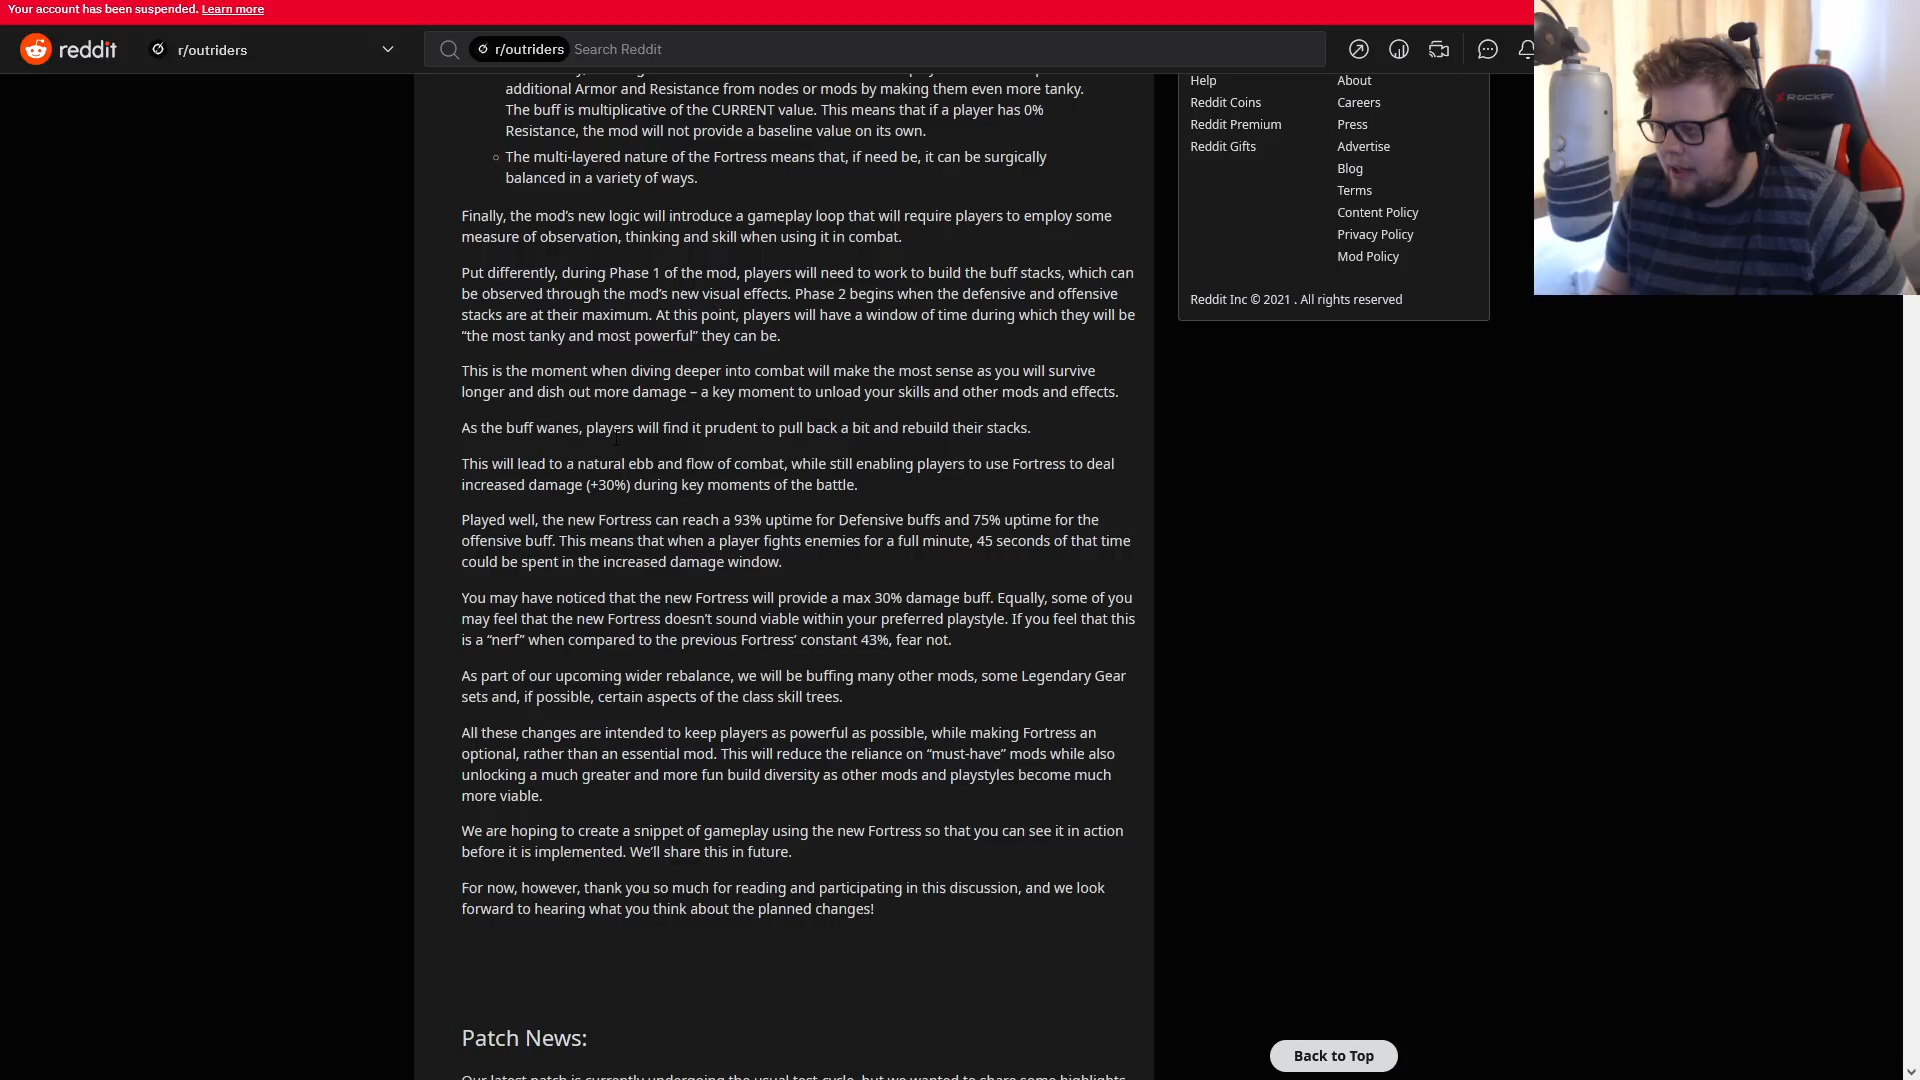 Your account has been suspended. Learn more
reddit
r/outriders
r/outriders Search Reddit
additional Armor and Resistance from nodes or mods by making them even more tanky.
The buff is multiplicative of the CURRENT value. This means that if a player has 0%
Resistance, the mod will not provide a baseline value on its own.
The multi-layered nature of the Fortress means that, if need be, it can be surgically
balanced in a variety of ways.
Finally, the mod's new logic will introduce a gameplay loop that will require players to employ some
measure of observation, thinking and skill when using it in combat.
Put differently, during Phase 1 of the mod, players will need to work to build the buff stacks, which can
be observed through the mod's new visual effects. Phase 2 begins when the defensive and offensive
stacks are at their maximum. At this point, players will have a window of time during which they will be
“the most tanky and most powerful” they can be.
This is the moment when diving deeper into combat will make the most sense as you will survive
longer and dish out more damage – a key moment to unload your skills and other mods and effects.
As the buff wanes, players will find it prudent to pull back a bit and rebuild their stacks.
This will lead to a natural ebb and flow of combat, while still enabling players to use Fortress to deal
increased damage (+30%) during key moments of the battle.
Played well, the new Fortress can reach a 93% uptime for Defensive buffs and 75% uptime for the
offensive buff. This means that when a player fights enemies for a full minute, 45 seconds of that time
could be spent in the increased damage window.
You may have noticed that the new Fortress will provide a max 30% damage buff. Equally, some of you
may feel that the new Fortress doesn't sound viable within your preferred playstyle. If you feel that this
is a “nerf” when compared to the previous Fortress’ constant 43%, fear not.
As part of our upcoming wider rebalance, we will be buffing many other mods, some Legendary Gear
sets and, if possible, certain aspects of the class skill trees.
All these changes are intended to keep players as powerful as possible, while making Fortress an
optional, rather than an essential mod. This will reduce the reliance on “must-have” mods while also
unlocking a much greater and more fun build diversity as other mods and playstyles become much
more viable.
We are hoping to create a snippet of gameplay using the new Fortress so that you can see it in action
before it is implemented. We'll share this in future.
For now, however, thank you so much for reading and participating in this discussion, and we look
forward to hearing what you think about the planned changes!
Patch News:
Our latest patch is currently undergoing the usual test cycle, but we wanted to share some highlights
Help
Reddit Coins
Reddit Premium
Reddit Gifts
About
Careers
Press
Advertise
Blog
Terms
Content Policy
Privacy Policy
Mod Policy
Reddit Inc © 2021 . All rights reserved
Back to Top
X ROCKER